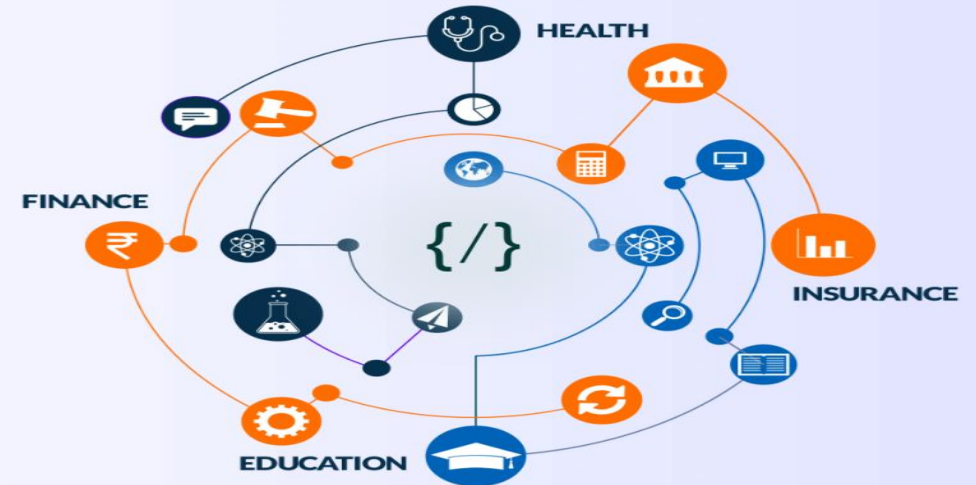 HEALTH
FINANCE
{/}
INSURANCE
EDUCATION